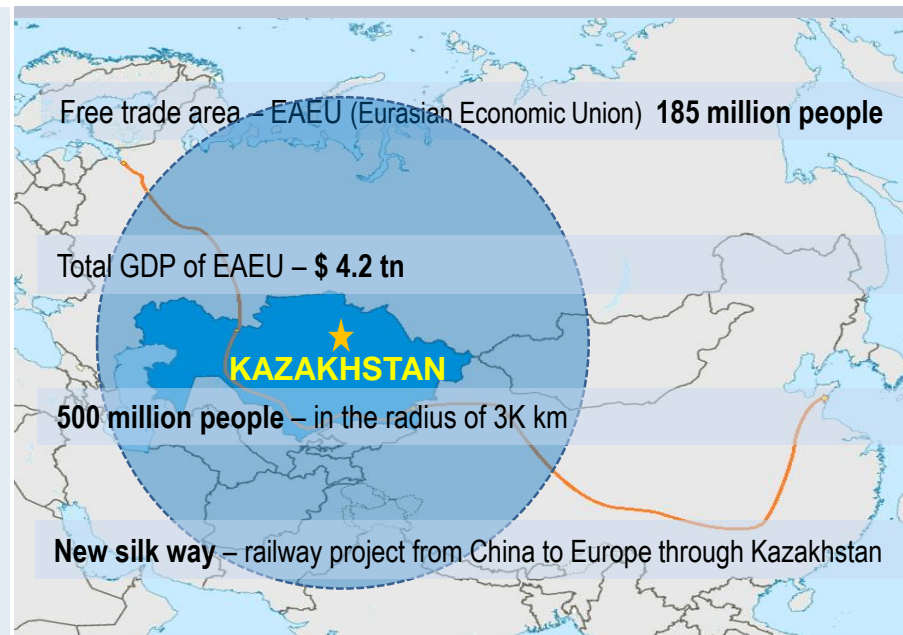 Free trade area – EAEU (Eurasian Economic Union) 185 million people
Total GDP of EAEU – $ 4.2 tn
KAZAKHSTAN
500 million people – in the radius of 3K km
New silk way – railway project from China to Europe through Kazakhstan